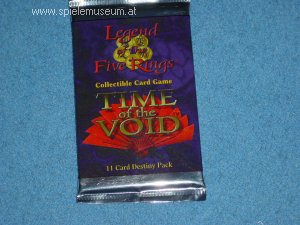 www.spielemuseum.at
Legend
of the
Five Rings
Collectible Card Game
TIME
of the
VOID
11 Card Destiny Pack